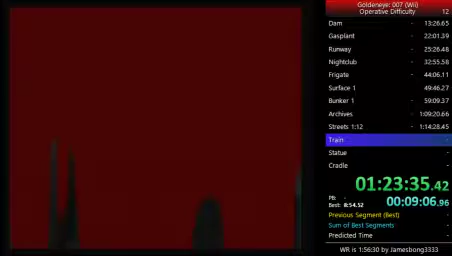 Goldeneye: 007 (Wii)
Operative Difficulty 12
Dam - 13:26.65
Gasplant - 22:01.39
Runway - 25:26.48
Nightclub - 32:55.58
Frigate - 44:06.11
Surface 1 49:46.27
Bunker 1 - 59:09.37
Archives - 1:09:20.66
Streets 1:12 - 1:14:28.45
Train -
Statue -
Cradle -
01:23:35.42
PB: -
Best: 8:54.52 00:09:06.96
Previous Segment (Best) -
Sum of Best Segments -
Predicted Time -
WR is 1:56:30 by Jamesbong3333